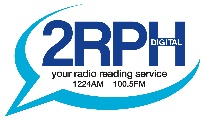 2RPH
DIGITAL
your radio reading service
1224AM 100.5FM